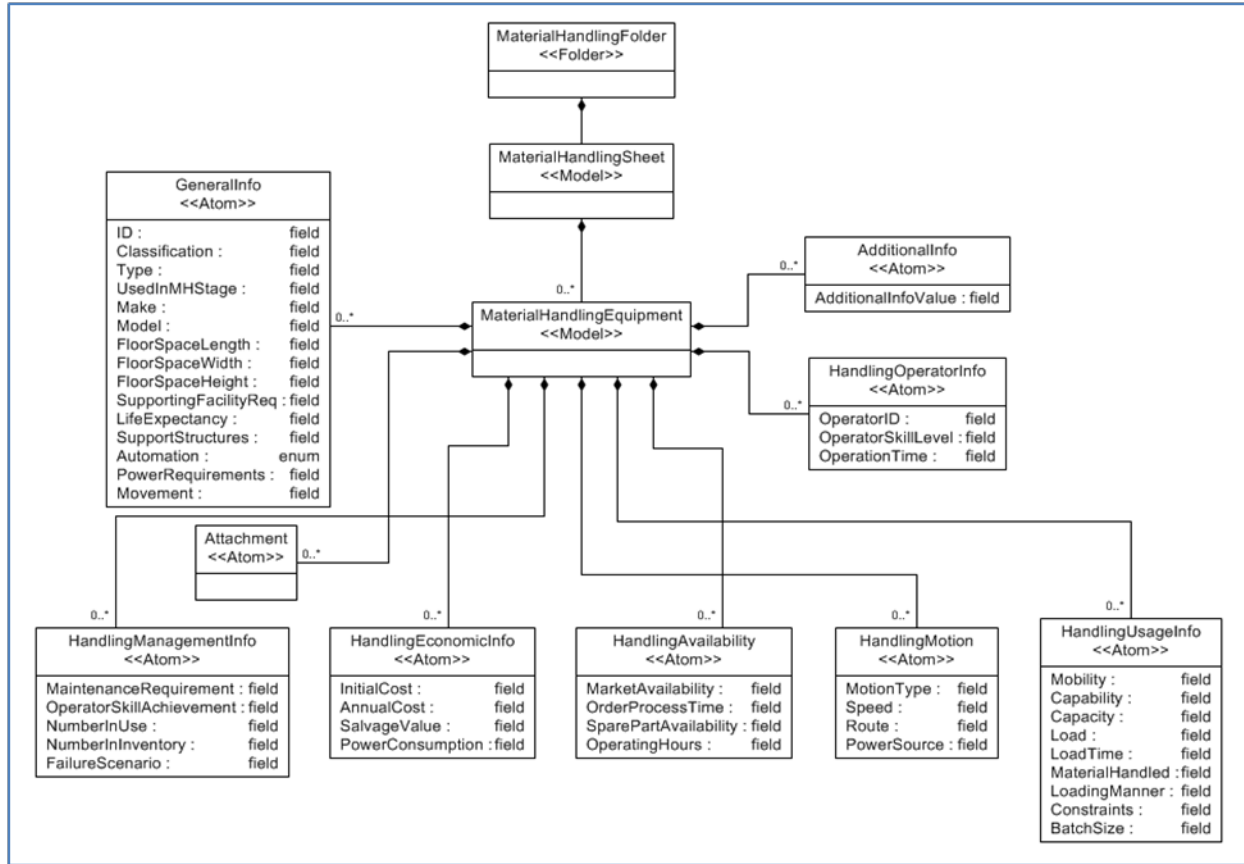 MaterialHandlingFolder
<<Folder>>
MaterialHandlingSheet
<<Model>>
GeneralInfo
<<Atom>>
ID : field
Classification : field
Type : field
UsedInMHStage : field
Make : field
Model : field
FloorSpaceLength : field
FloorSpaceWidth : field
FloorSpaceHeight : field
SupportingFacilityReq : field
LifeExpectancy : field
SupportStructures : field
Automation : enum
PowerRequirements : field
Movement : field
0..*
0..*
MaterialHandlingEquipment
<<Model>>
0..*
AdditionalInfo
<<Atom>>
AdditionalInfoValue : field
0..*
HandlingOperatorInfo
<<Atom>>
OperatorID : field
OperatorSkillLevel : field
OperationTime : field
Attachment
<<Atom>>
0..*
0..*
HandlingManagementInfo
<<Atom>>
MaintenanceRequirement : field
OperatorSkillAchievement : field
NumberInUse : field
NumberInInventory : field
FailureScenario : field
0..*
HandlingEconomicInfo
<<Atom>>
InitialCost : field
AnnualCost : field
SalvageValue : field
PowerConsumption : field
0..*
HandlingAvailability
<<Atom>>
MarketAvailability : field
OrderProcessTime : field
SparePartAvailability : field
OperatingHours : field
0..*
HandlingMotion
<<Atom>>
MotionType : field
Speed : field
Route : field
PowerSource : field
0..*
HandlingUsageInfo
<<Atom>>
Mobility : field
Capability : field
Capacity : field
Load : field
LoadTime : field
MaterialHandled : field
LoadingManner : field
Constraints : field
BatchSize : field